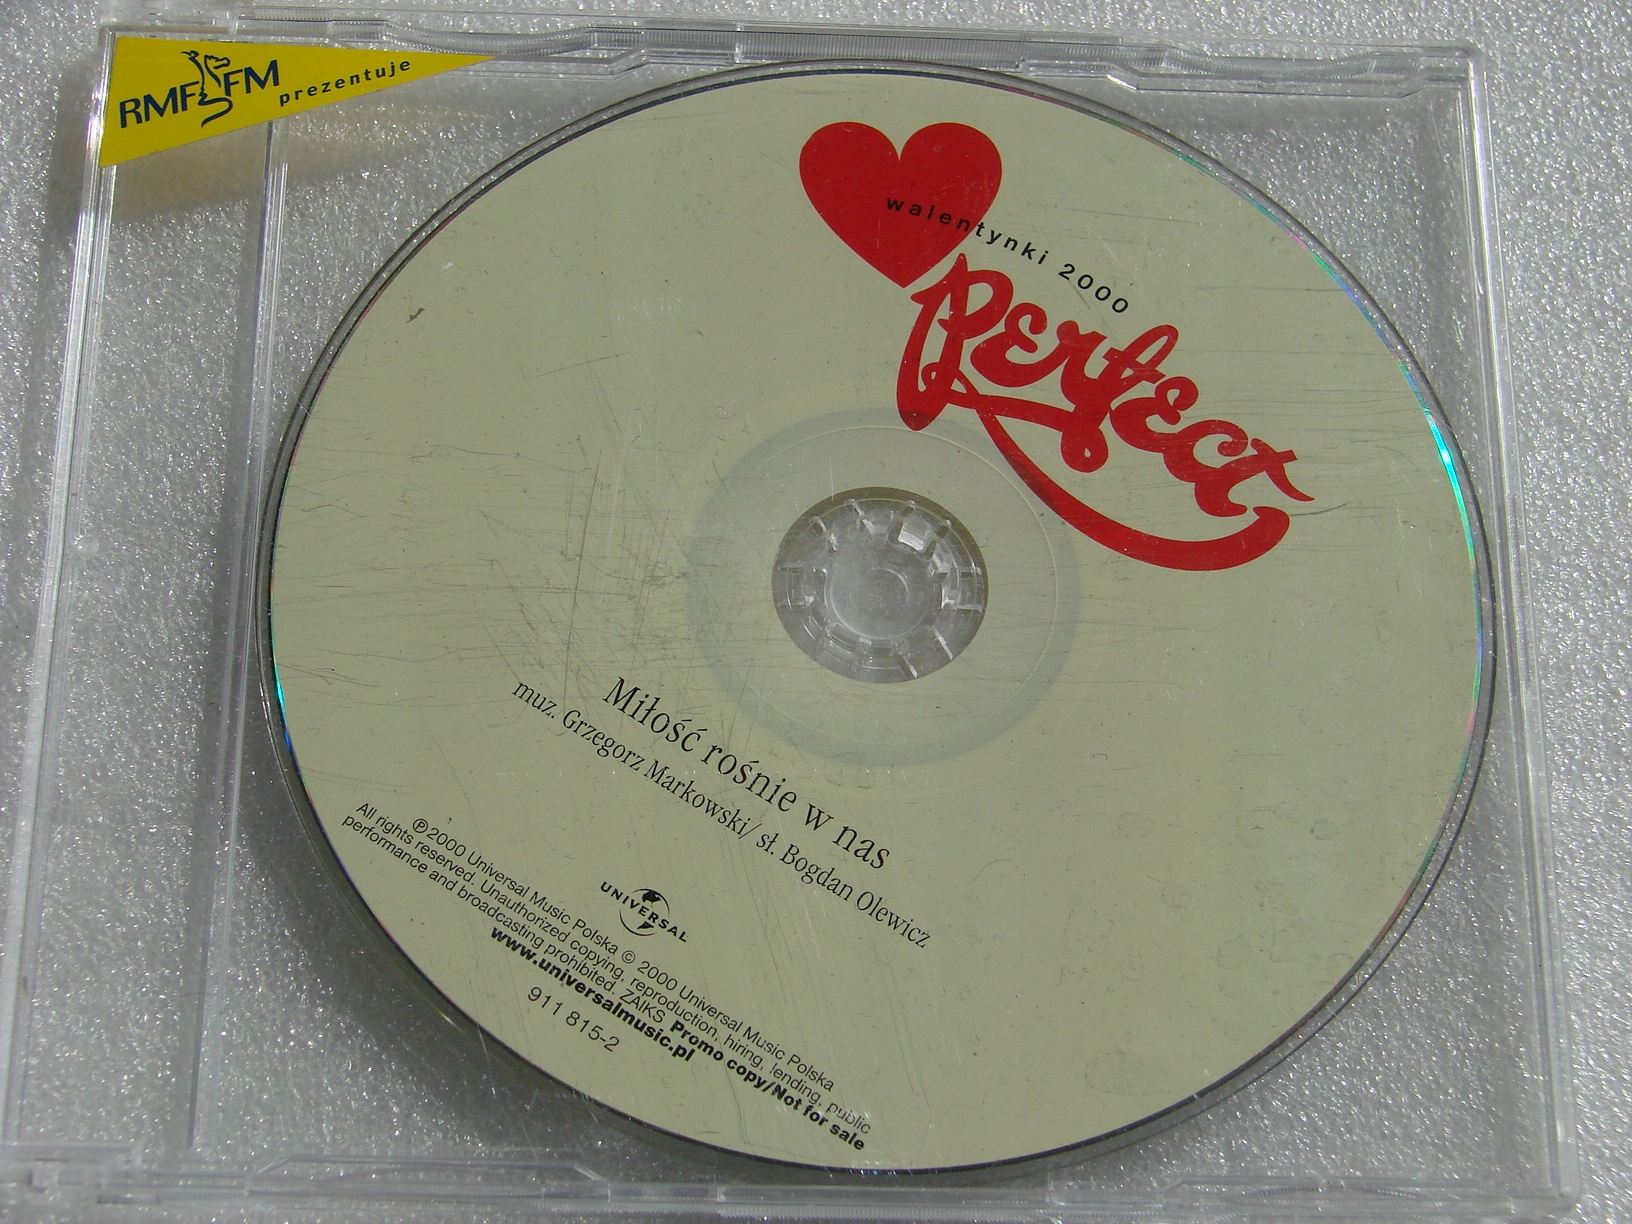 RMF FM
prezentuje
walentynki 2000
perfect
Miłość rośnie w nas
muz. Grzegorz Markowski/ sł. Bogdan Olewicz
UNIVERSAL
℗2000 Universal Music Polska © 2000 Universal Music Polska
All rights reserved. Unauthorized copying, reproduction, hiring, lending, public
performance and broadcasting prohibited. ZAIKS Promo copy/Not for sale
www.universalmusic.pl
911 815-2